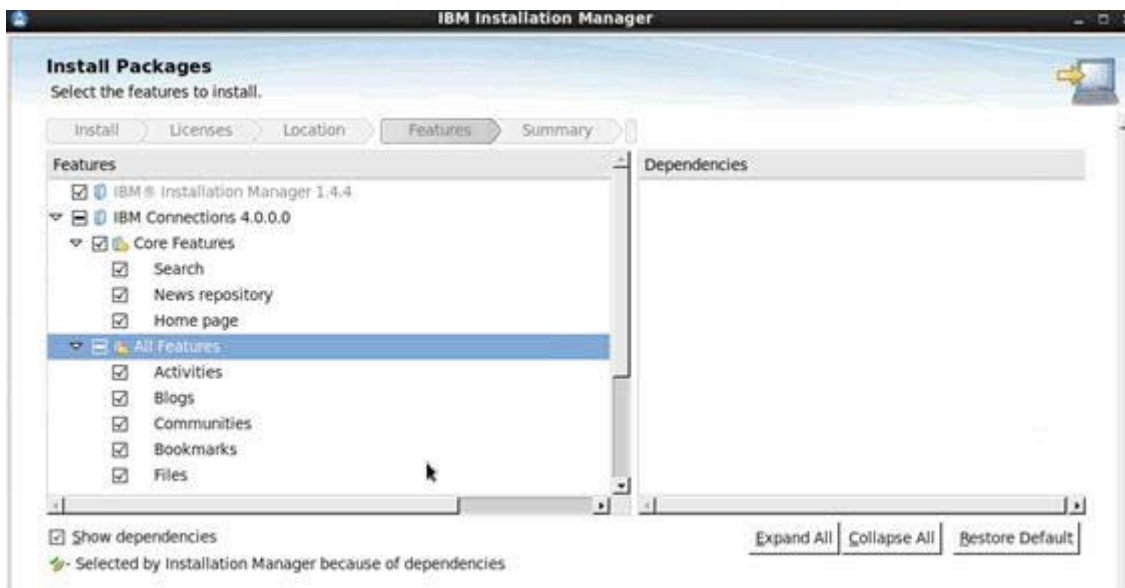 IBM Installation Manager
Install Packages
Select the features to install.
Install Licenses Location Features Summary
Features
Dependencies
IBM® Installation Manager 1.4.4
IBM Connections 4.0.0.0
Core Features
Search
News repository
Home page
All Features
Activities
Blogs
Communities
Bookmarks
Files
Show dependencies
Expand All Collapse All Restore Default
- Selected by Installation Manager because of dependencies